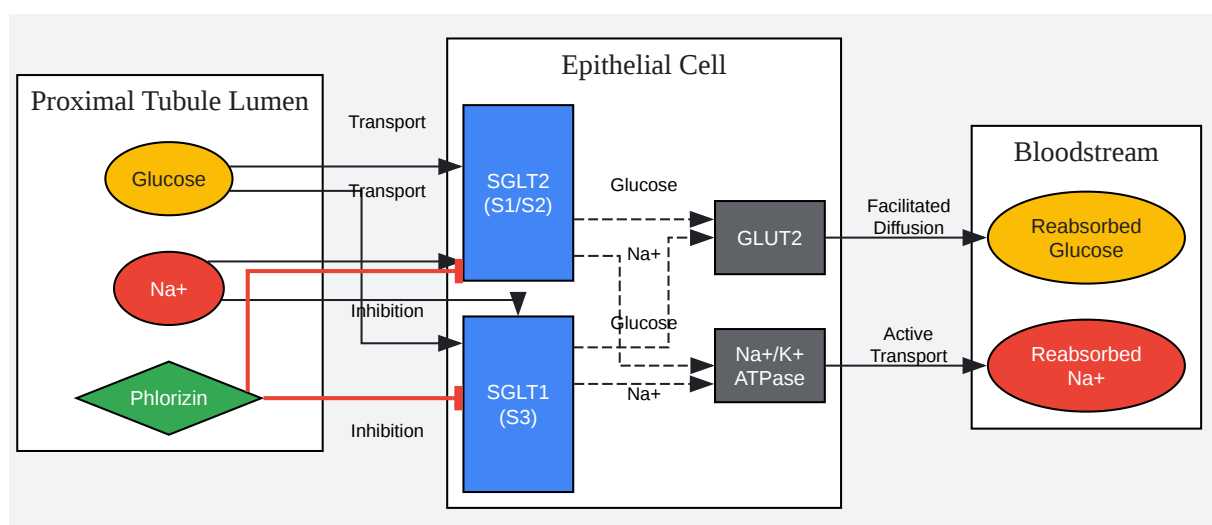 Proximal Tubule Lumen
Glucose
Na+
Phlorizin
Transport
Transport
Inhibition
Inhibition
Epithelial Cell
SGLT2
(S1/S2)
SGLT1
(S3)
Glucose
Na+
Glucose
Na+
GLUT2
Na+/K+
ATPase
Facilitated
Diffusion
Active
Transport
Bloodstream
Reabsorbed
Glucose
Reabsorbed
Na+